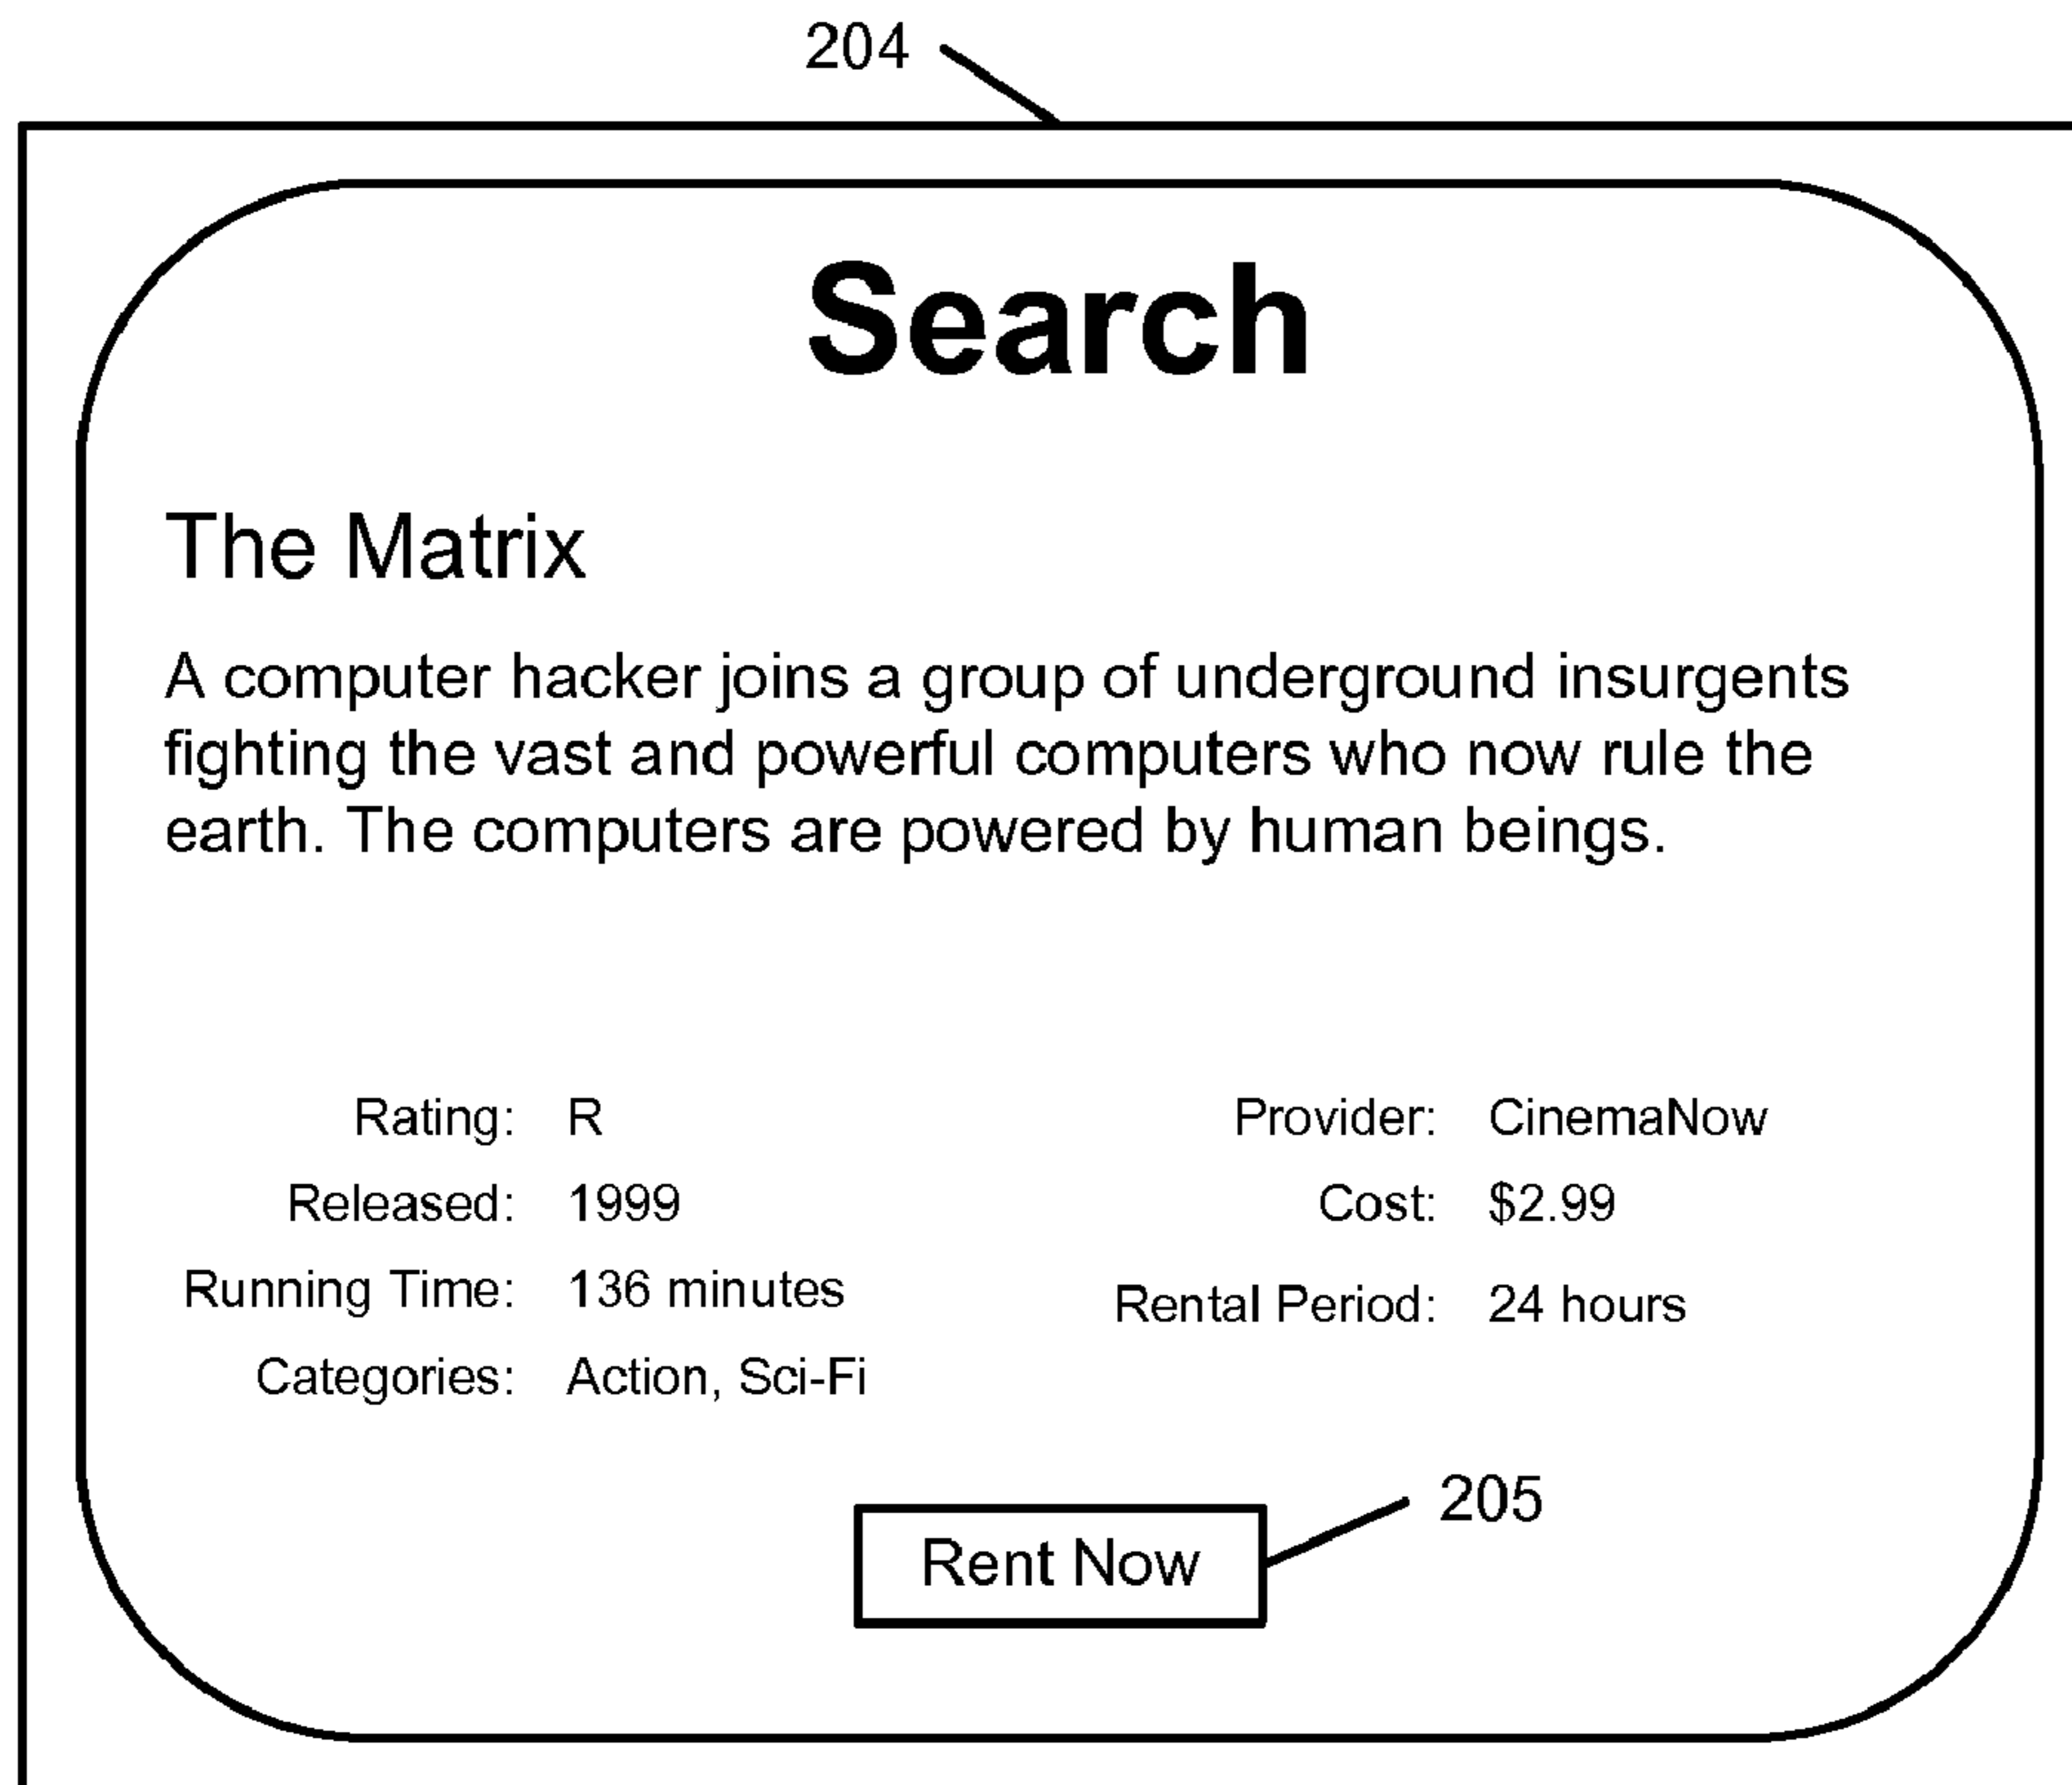 204
Search
The Matrix
A computer hacker joins a group of underground insurgents
fighting the vast and powerful computers who now rule the
earth. The computers are powered by human beings.
Rating: R
Released: 1999
Running Time: 136 minutes
Categories: Action, Sci-Fi
Provider: CinemaNow
Cost: $2.99
Rental Period: 24 hours
205
Rent Now